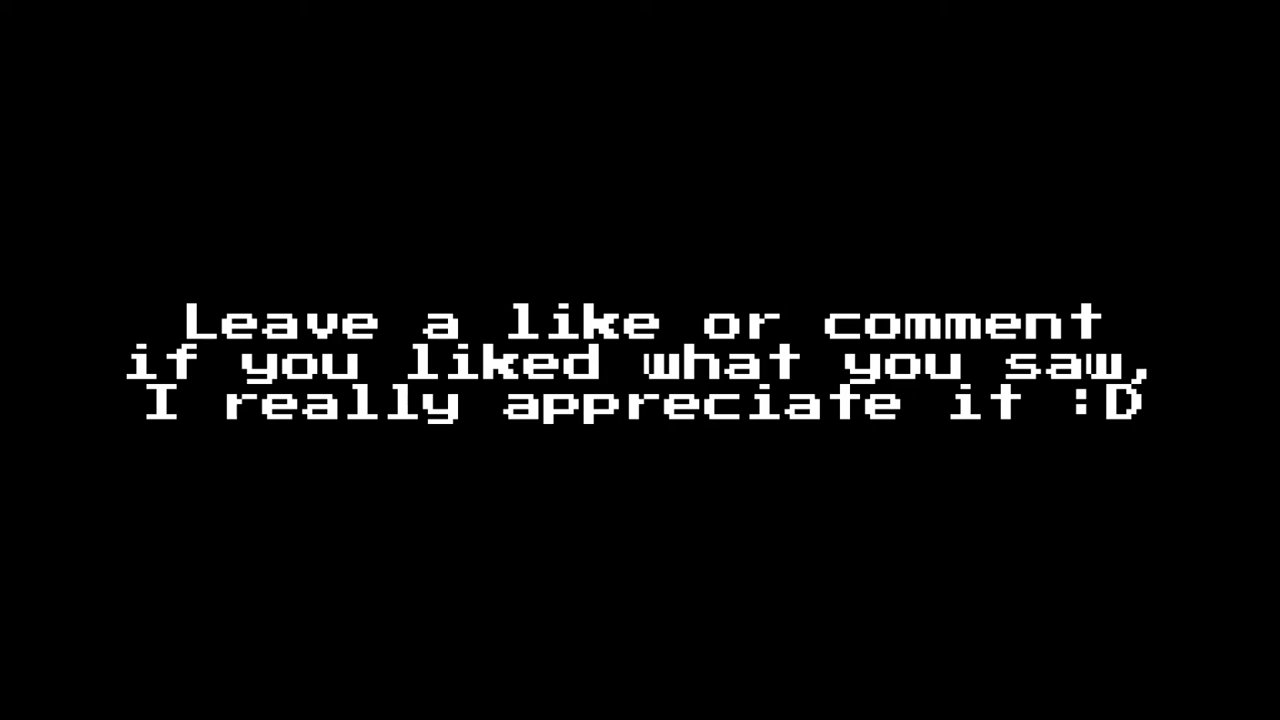 Leave a like or comment
if you liked what you saw,
I really appreciate it :D